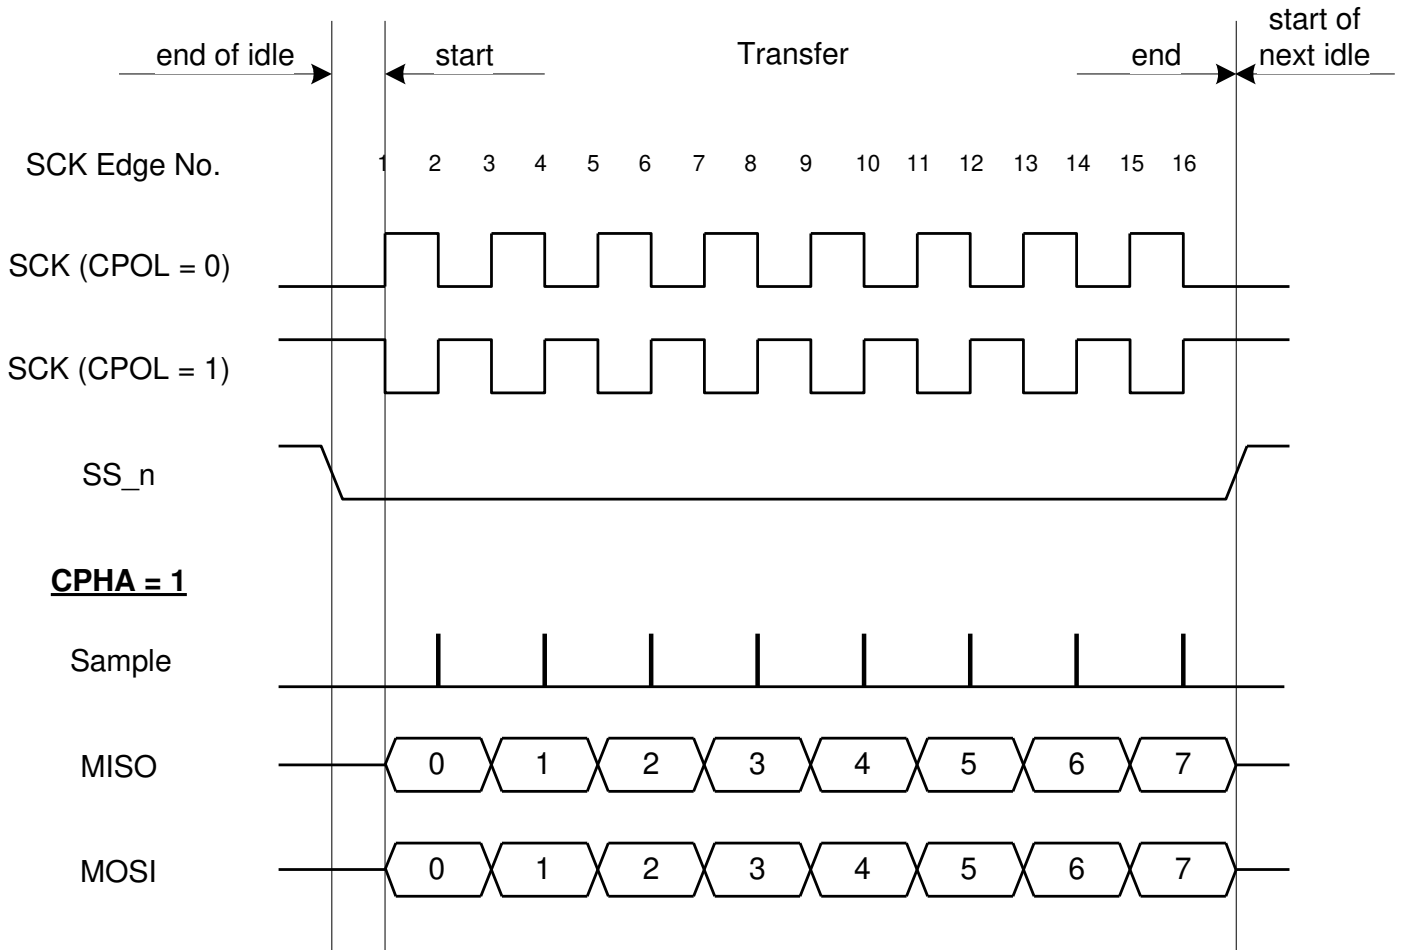 start of
end of idle start Transfer end next idle
SCK Edge No. 1 2 3 4 5 6 7 8 9 10 11 12 13 14 15 16
SCK (CPOL = 0)
SCK (CPOL = 1)
SS_n
CPHA = 1
Sample
MISO 0 1 2 3 4 5 6 7
MOSI 0 1 2 3 4 5 6 7